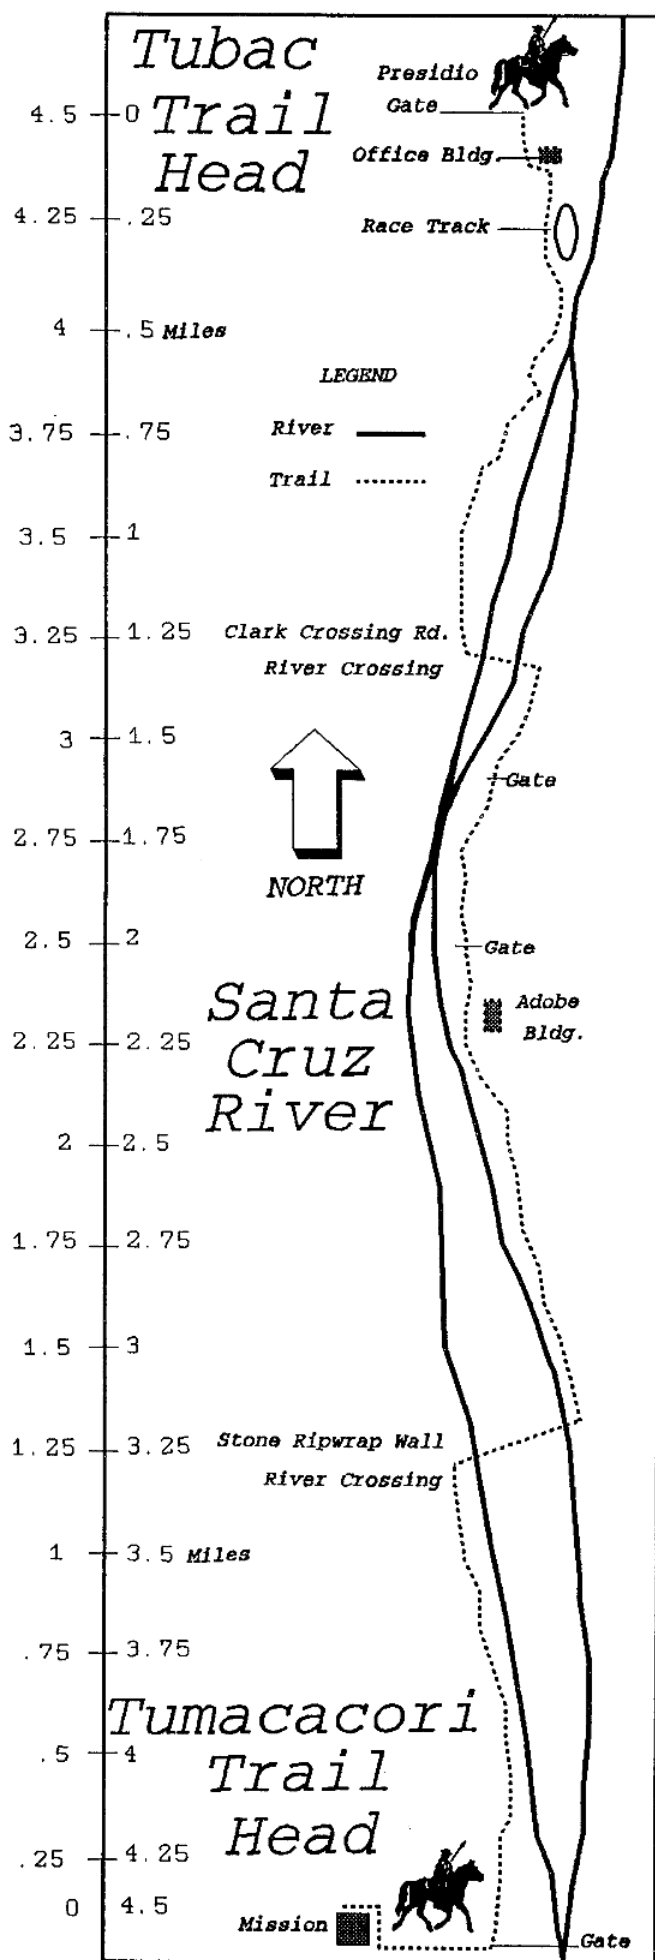 Tubac
Presidio
4.5 0 Trail Gate
Head Office Bldg.
4.25 .25 Race Track
4 .5 Miles
LEGEND
3.75 .75 River
Trail
3.5 1
3.25 1.25 Clark Crossing Rd.
River Crossing
3 1.5
Gate
2.75 1.75
NORTH
2.5 2 Gate
Santa Adobe
Bldg.
2.25 2.25 Cruz
River
2 2.5
1.75 2.75
1.5 3
1.25 3.25 Stone Ripwrap Wall
River Crossing
1 3.5 Miles
.75 3.75
Tumacacori
.5 4 Trail
Head
.25 4.25
0 4.5
Mission Gate